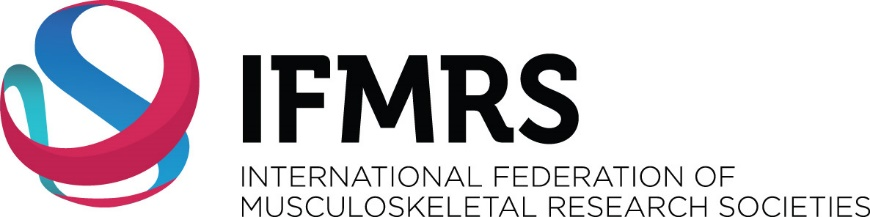 IFMRS
INTERNATIONAL FEDERATION OF
MUSCULOSKELETAL RESEARCH SOCIETIES